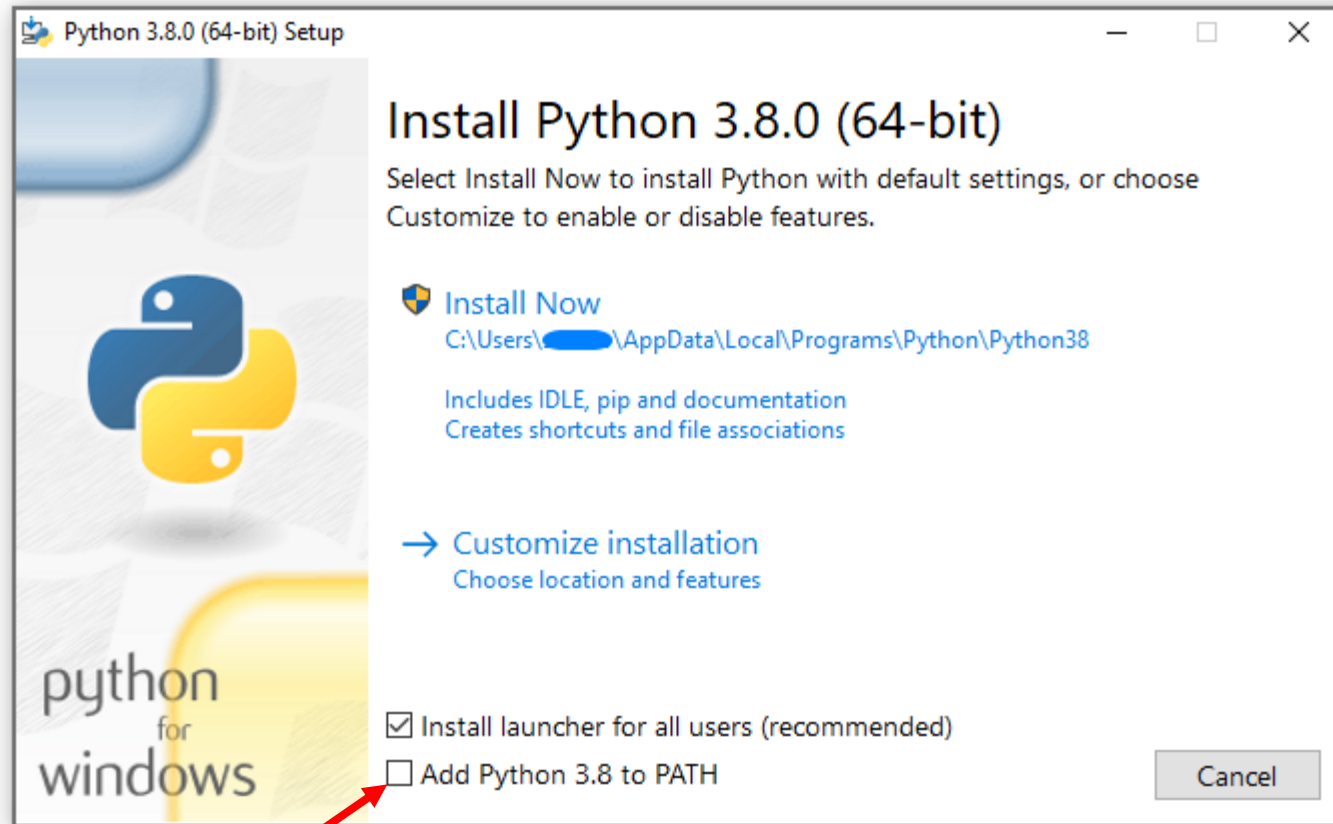 Python 3.8.0 (64-bit) Setup
Install Python 3.8.0 (64-bit)
Select Install Now to install Python with default settings, or choose
Customize to enable or disable features.
Install Now
C:\Users\ \AppData\Local\Programs\Python\Python38
Includes IDLE, pip and documentation
Creates shortcuts and file associations
Customize installation
Choose location and features
python
for
windows
Install launcher for all users (recommended)
Add Python 3.8 to PATH
Cancel